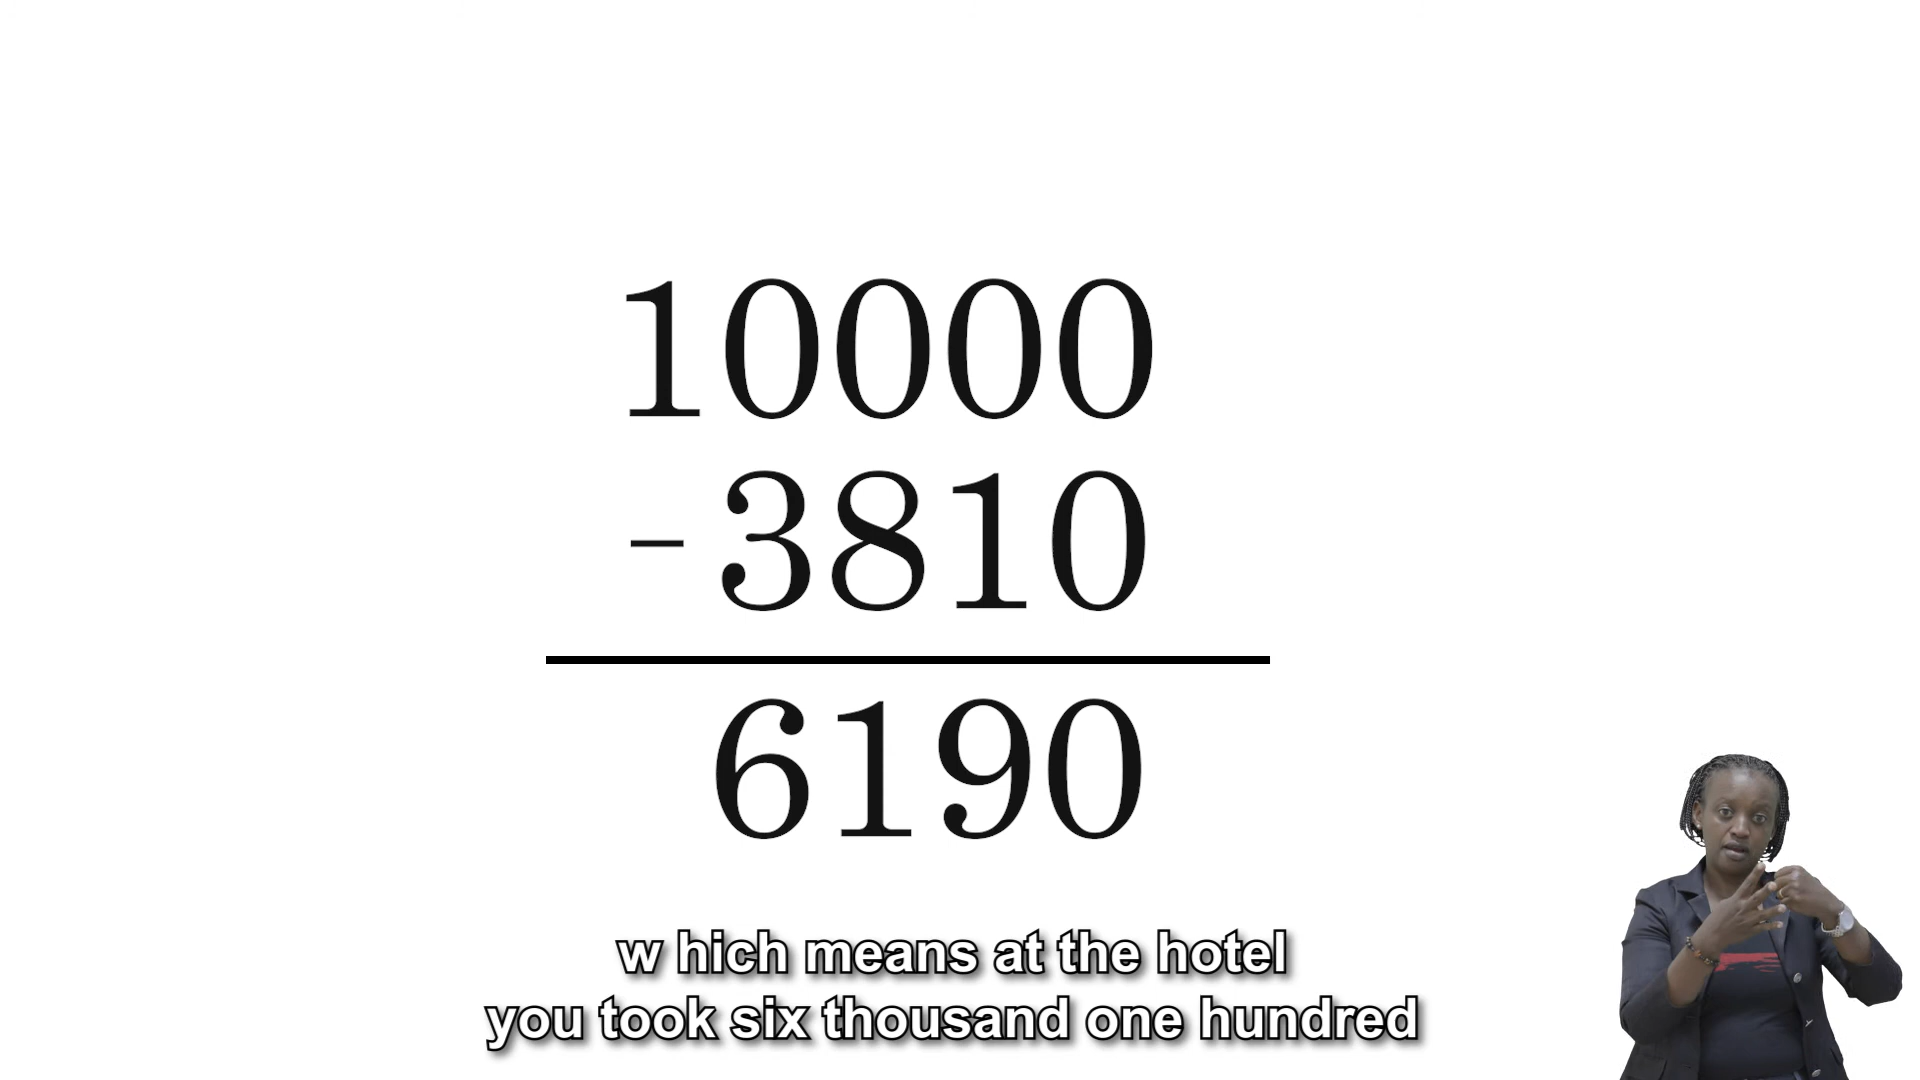 10000
-3810
6190
w hich means at the hotel
you took six thousand one hundred